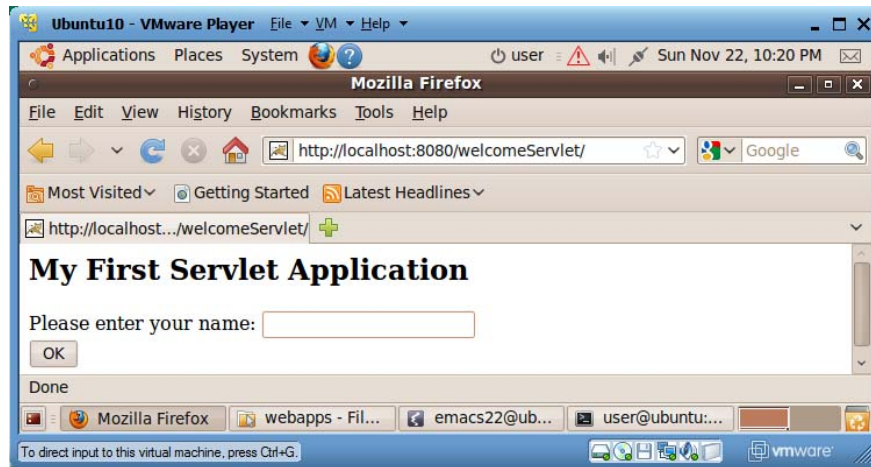 Ubuntu10 - VMware Player File VM Help
Applications Places System user Sun Nov 22, 10:20 PM
Mozilla Firefox
File Edit View History Bookmarks Tools Help
http://localhost:8080/welcomeServlet/ Google
Most Visited Getting Started Latest Headlines
http://localhost.../welcomeServlet/
My First Servlet Application
Please enter your name:
OK
Done
Mozilla Firefox webapps - Fil... emacs22@ub... user@ubuntu:...
To direct input to this virtual machine, press Ctrl+G. vmware